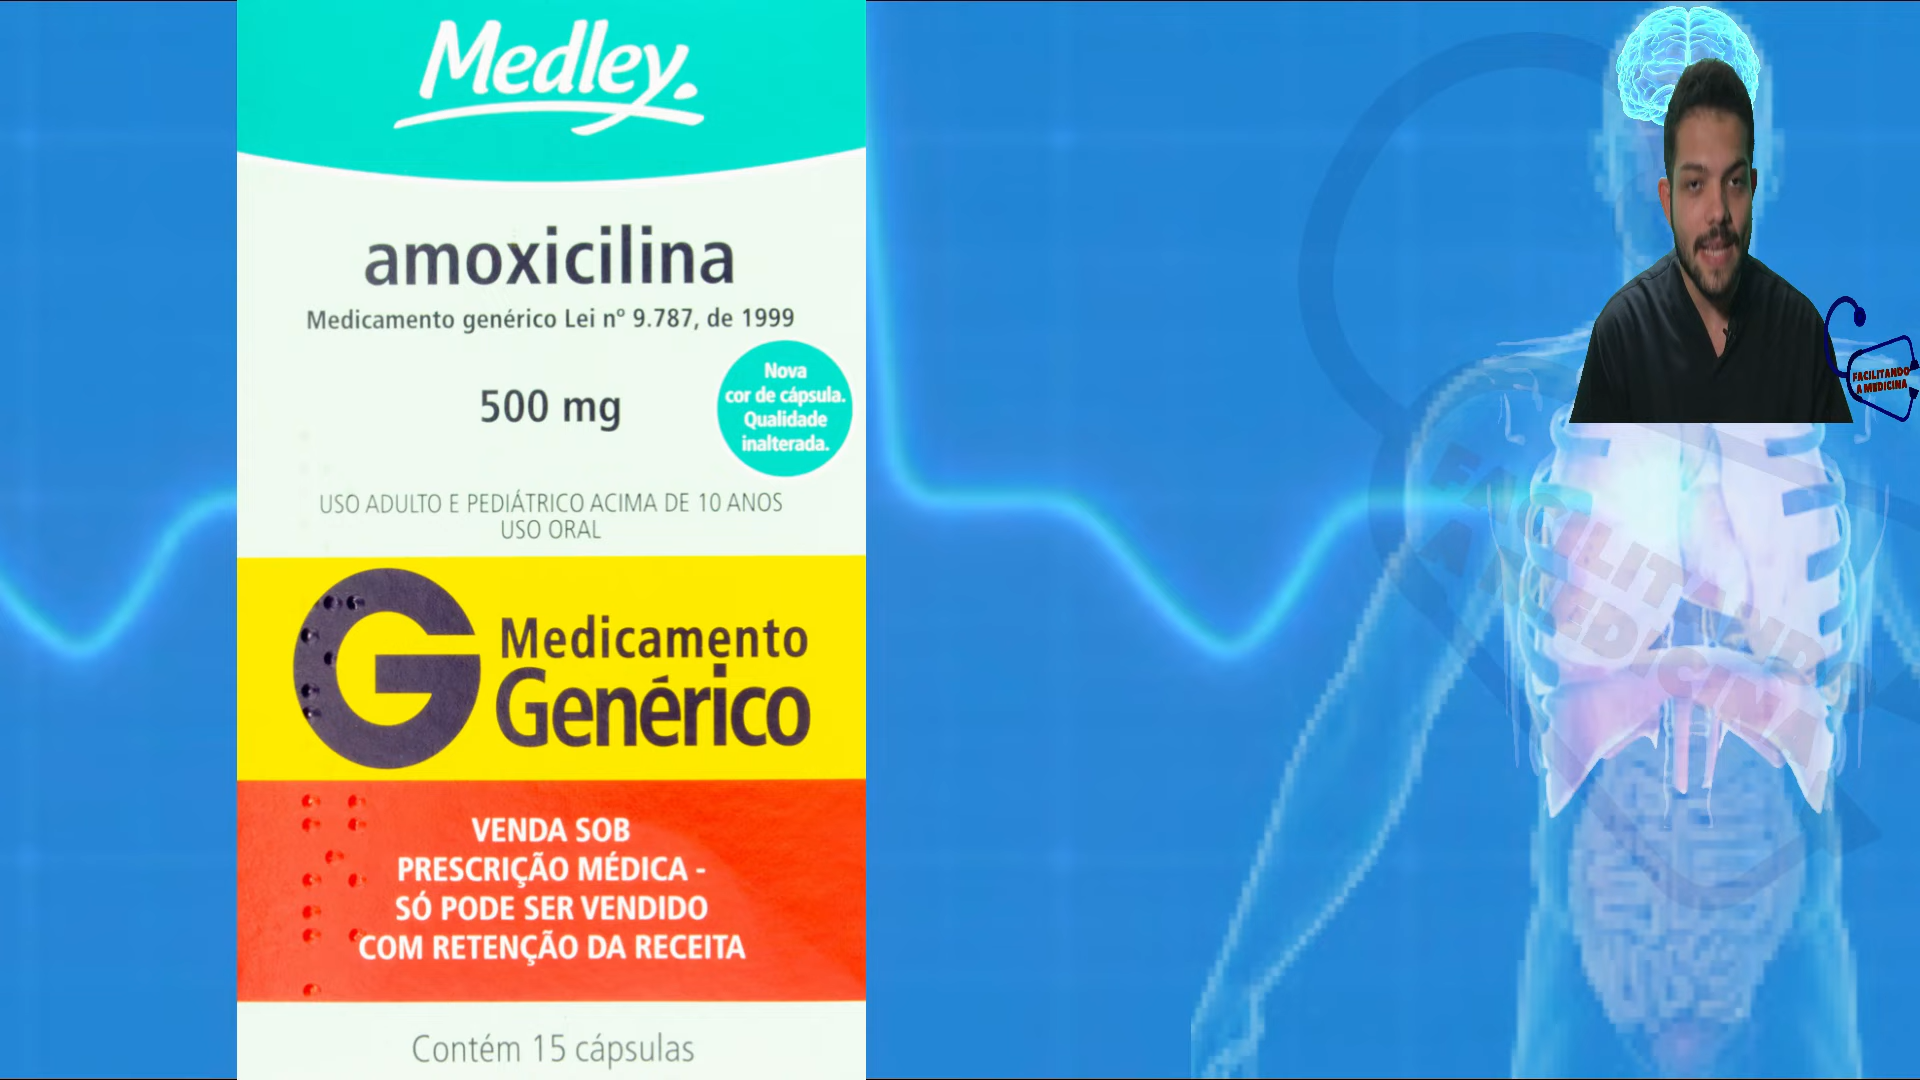 Medley.
amoxicilina
Medicamento genérico Lei nº 9.787, de 1999
500 mg
Nova
cor de cápsula.
Qualidade
inalterada.
USO ADULTO E PEDIÁTRICO ACIMA DE 10 ANOS
USO ORAL
G
Medicamento
Genérico
VENDA SOB
PRESCRIÇÃO MÉDICA -
SÓ PODE SER VENDIDO
COM RETENÇÃO DA RECEITA
Contém 15 cápsulas
FACILITANDO
A MEDICINA
FACILITANDO
A MEDICINA